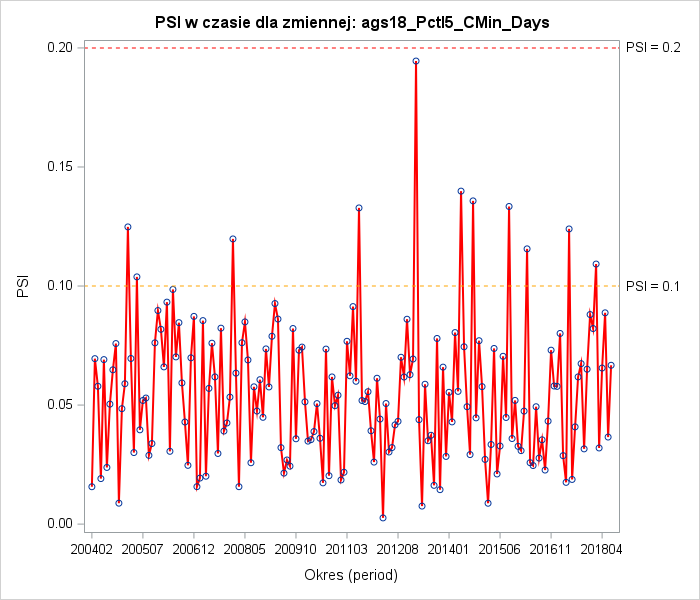 PSI w czasie dla zmiennej: ags18_Pctl5_CMin_Days
0.20
PSI = 0.2
0.15
PSI
0.10
PSI = 0.1
0.05
0.00
200402 200507 200612 200805 200910 201103 201208 201401 201506 201611 201804
Okres (period)